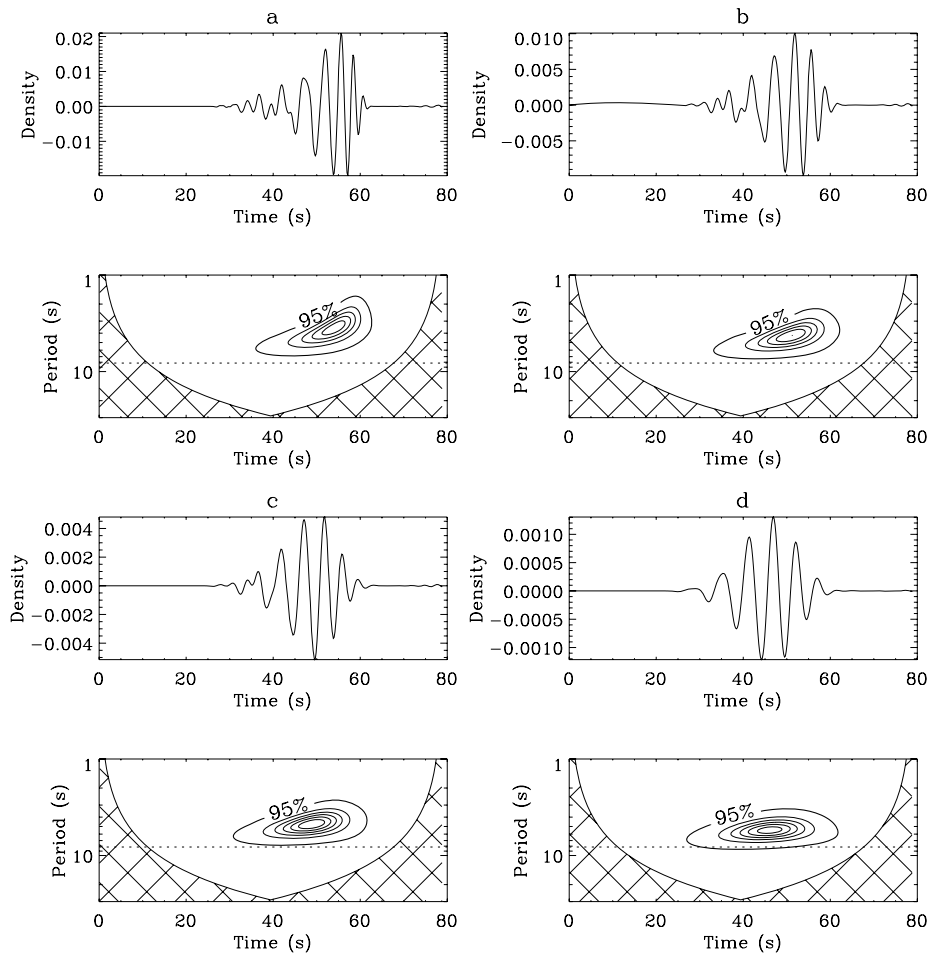 a
b
0.02
0.01
0.00
−0.01
Density
0 20 40 60 80
Time (s)
0.010
0.005
0.000
−0.005
Density
0 20 40 60 80
Time (s)
1
10
Period (s)
95%
0 20 40 60 80
Time (s)
1
10
Period (s)
95%
0 20 40 60 80
Time (s)
c
d
0.004
0.002
0.000
−0.002
−0.004
Density
0 20 40 60 80
Time (s)
0.0010
0.0005
−0.0000
−0.0005
−0.0010
Density
0 20 40 60 80
Time (s)
1
10
Period (s)
95%
0 20 40 60 80
Time (s)
1
10
Period (s)
95%
0 20 40 60 80
Time (s)